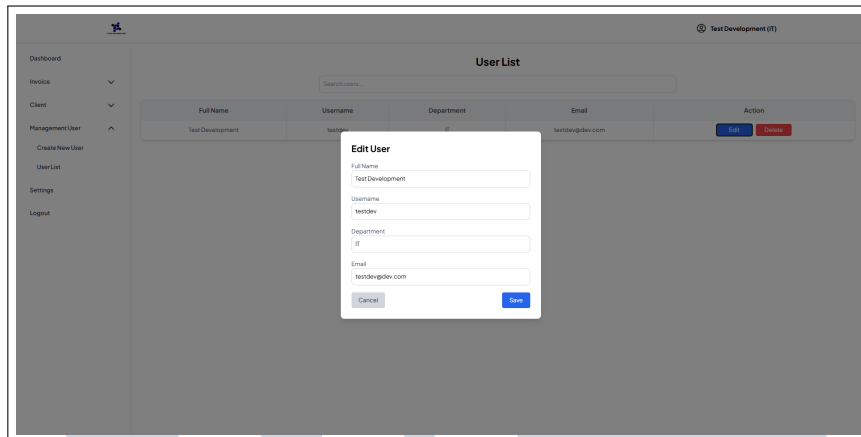 Test Development (IT)
Dashboard
Invoice
Client
Management User
Create New User
User List
Settings
Logout
User List
Search users...
Full Name Username Department Email Action
Test Development testdev IT testdev@dev.com Edit Delete
Edit User
Full Name
Test Development
Username
testdev
Department
IT
Email
testdev@dev.com
Cancel Save